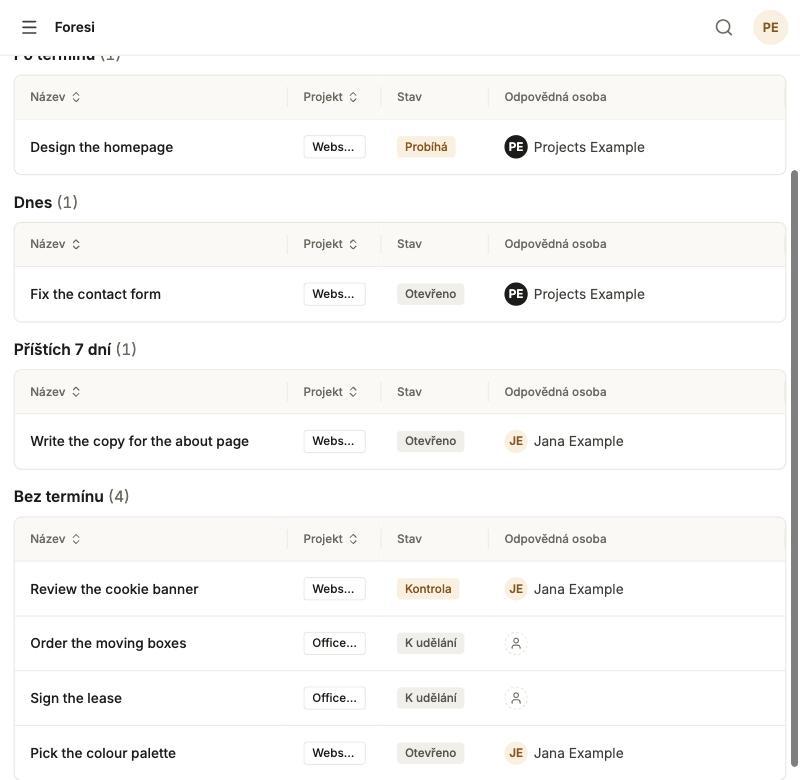 Foresi
PE
Po termínu (1)
Název Projekt Stav Odpovědná osoba
Design the homepage Webs... Probíhá PE Projects Example
Dnes (1)
Název Projekt Stav Odpovědná osoba
Fix the contact form Webs... Otevřeno PE Projects Example
Příštích 7 dní (1)
Název Projekt Stav Odpovědná osoba
Write the copy for the about page Webs... Otevřeno JE Jana Example
Bez termínu (4)
Název Projekt Stav Odpovědná osoba
Review the cookie banner Webs... Kontrola JE Jana Example
Order the moving boxes Office... K udělání
Sign the lease Office... K udělání
Pick the colour palette Webs... Otevřeno JE Jana Example